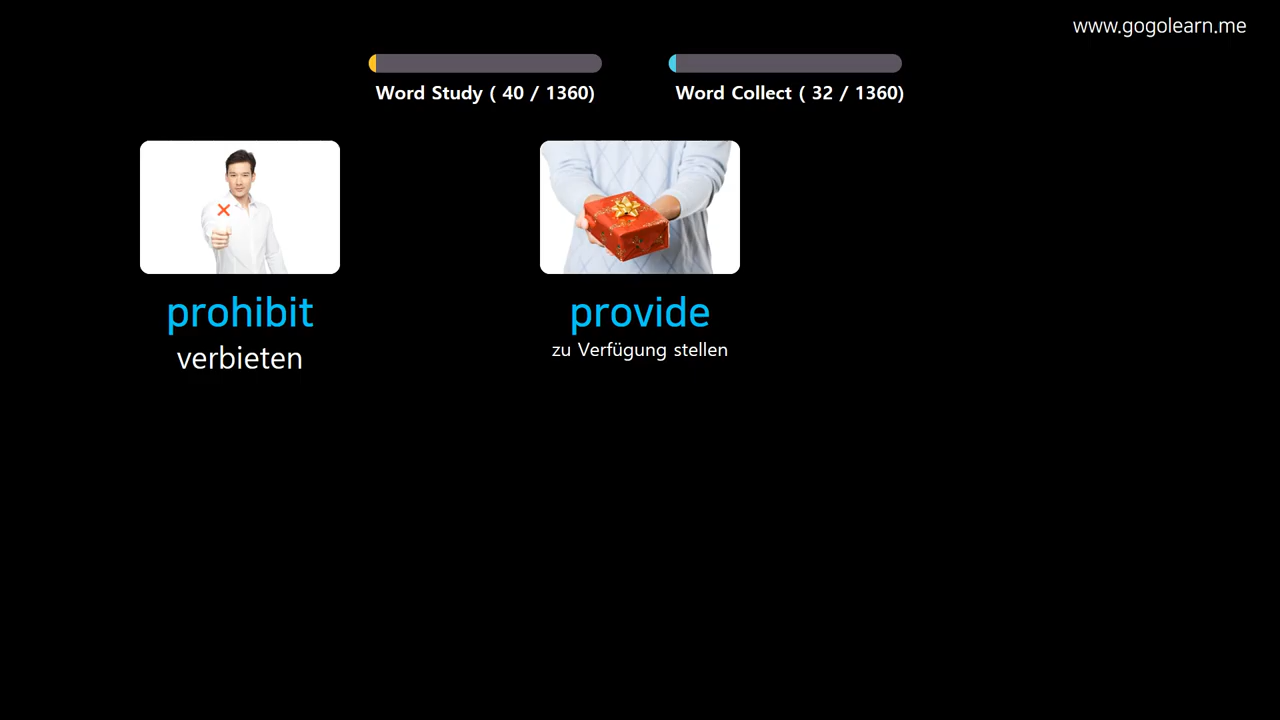 www.gogolearn.me
Word Study ( 40 / 1360)
Word Collect ( 32 / 1360)
prohibit
verbieten
provide
zu Verfügung stellen